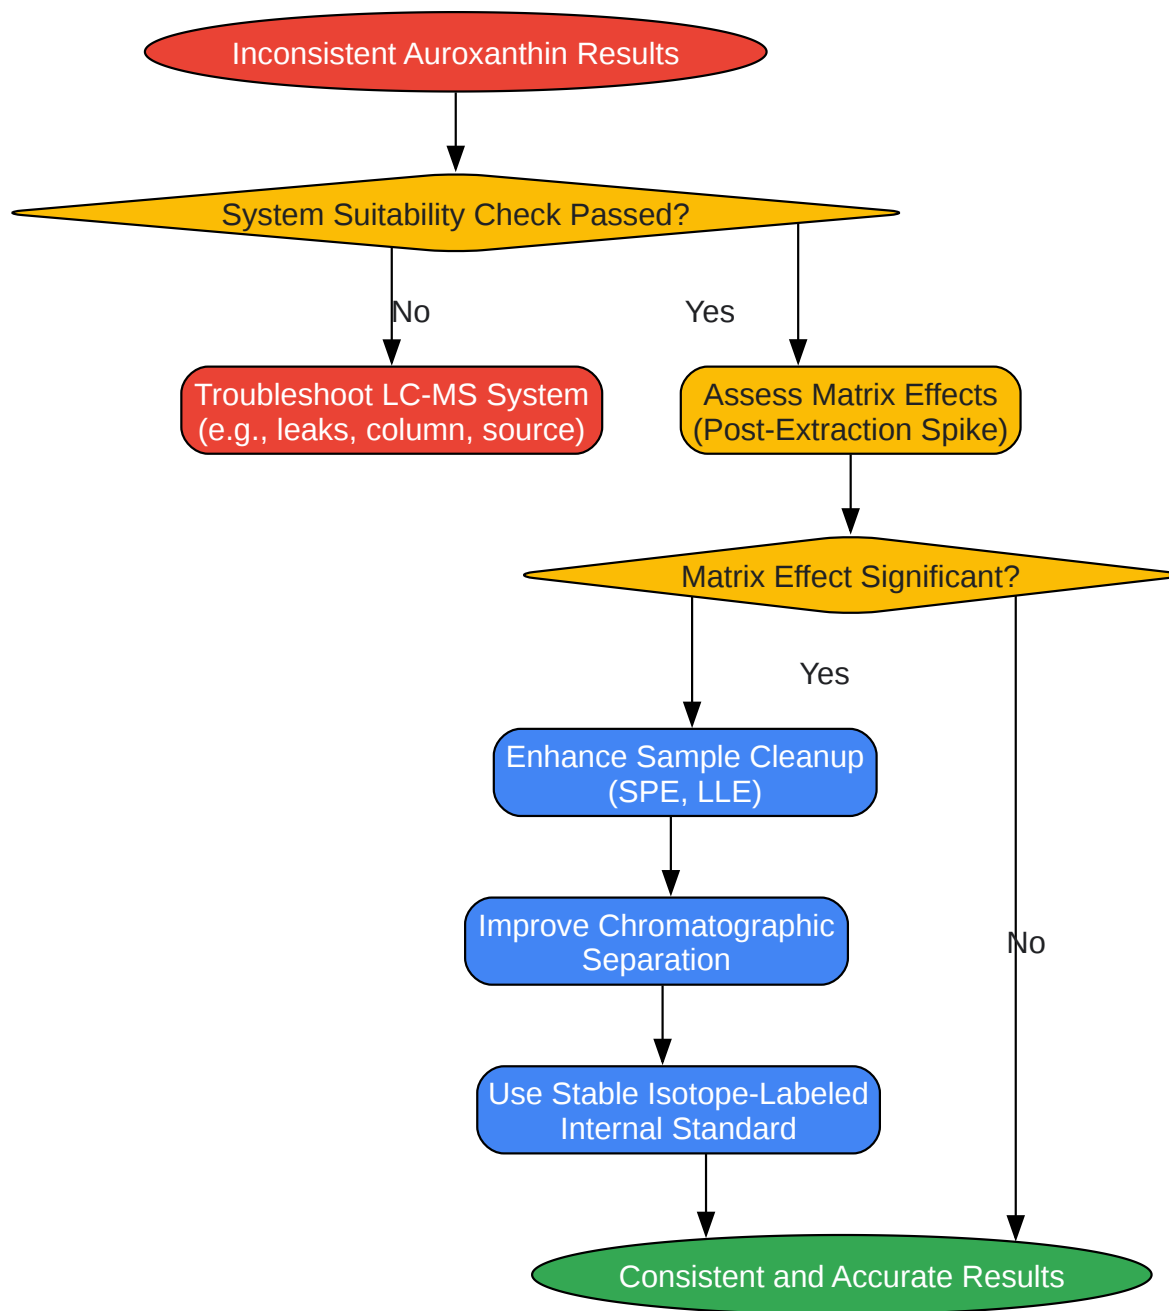 Inconsistent Auroxanthin Results
System Suitability Check Passed?
No
Yes
Troubleshoot LC-MS System
(e.g., leaks, column, source)
Assess Matrix Effects
(Post-Extraction Spike)
Matrix Effect Significant?
Yes
Enhance Sample Cleanup
(SPE, LLE)
Improve Chromatographic
Separation
No
Use Stable Isotope-Labeled
Internal Standard
Consistent and Accurate Results